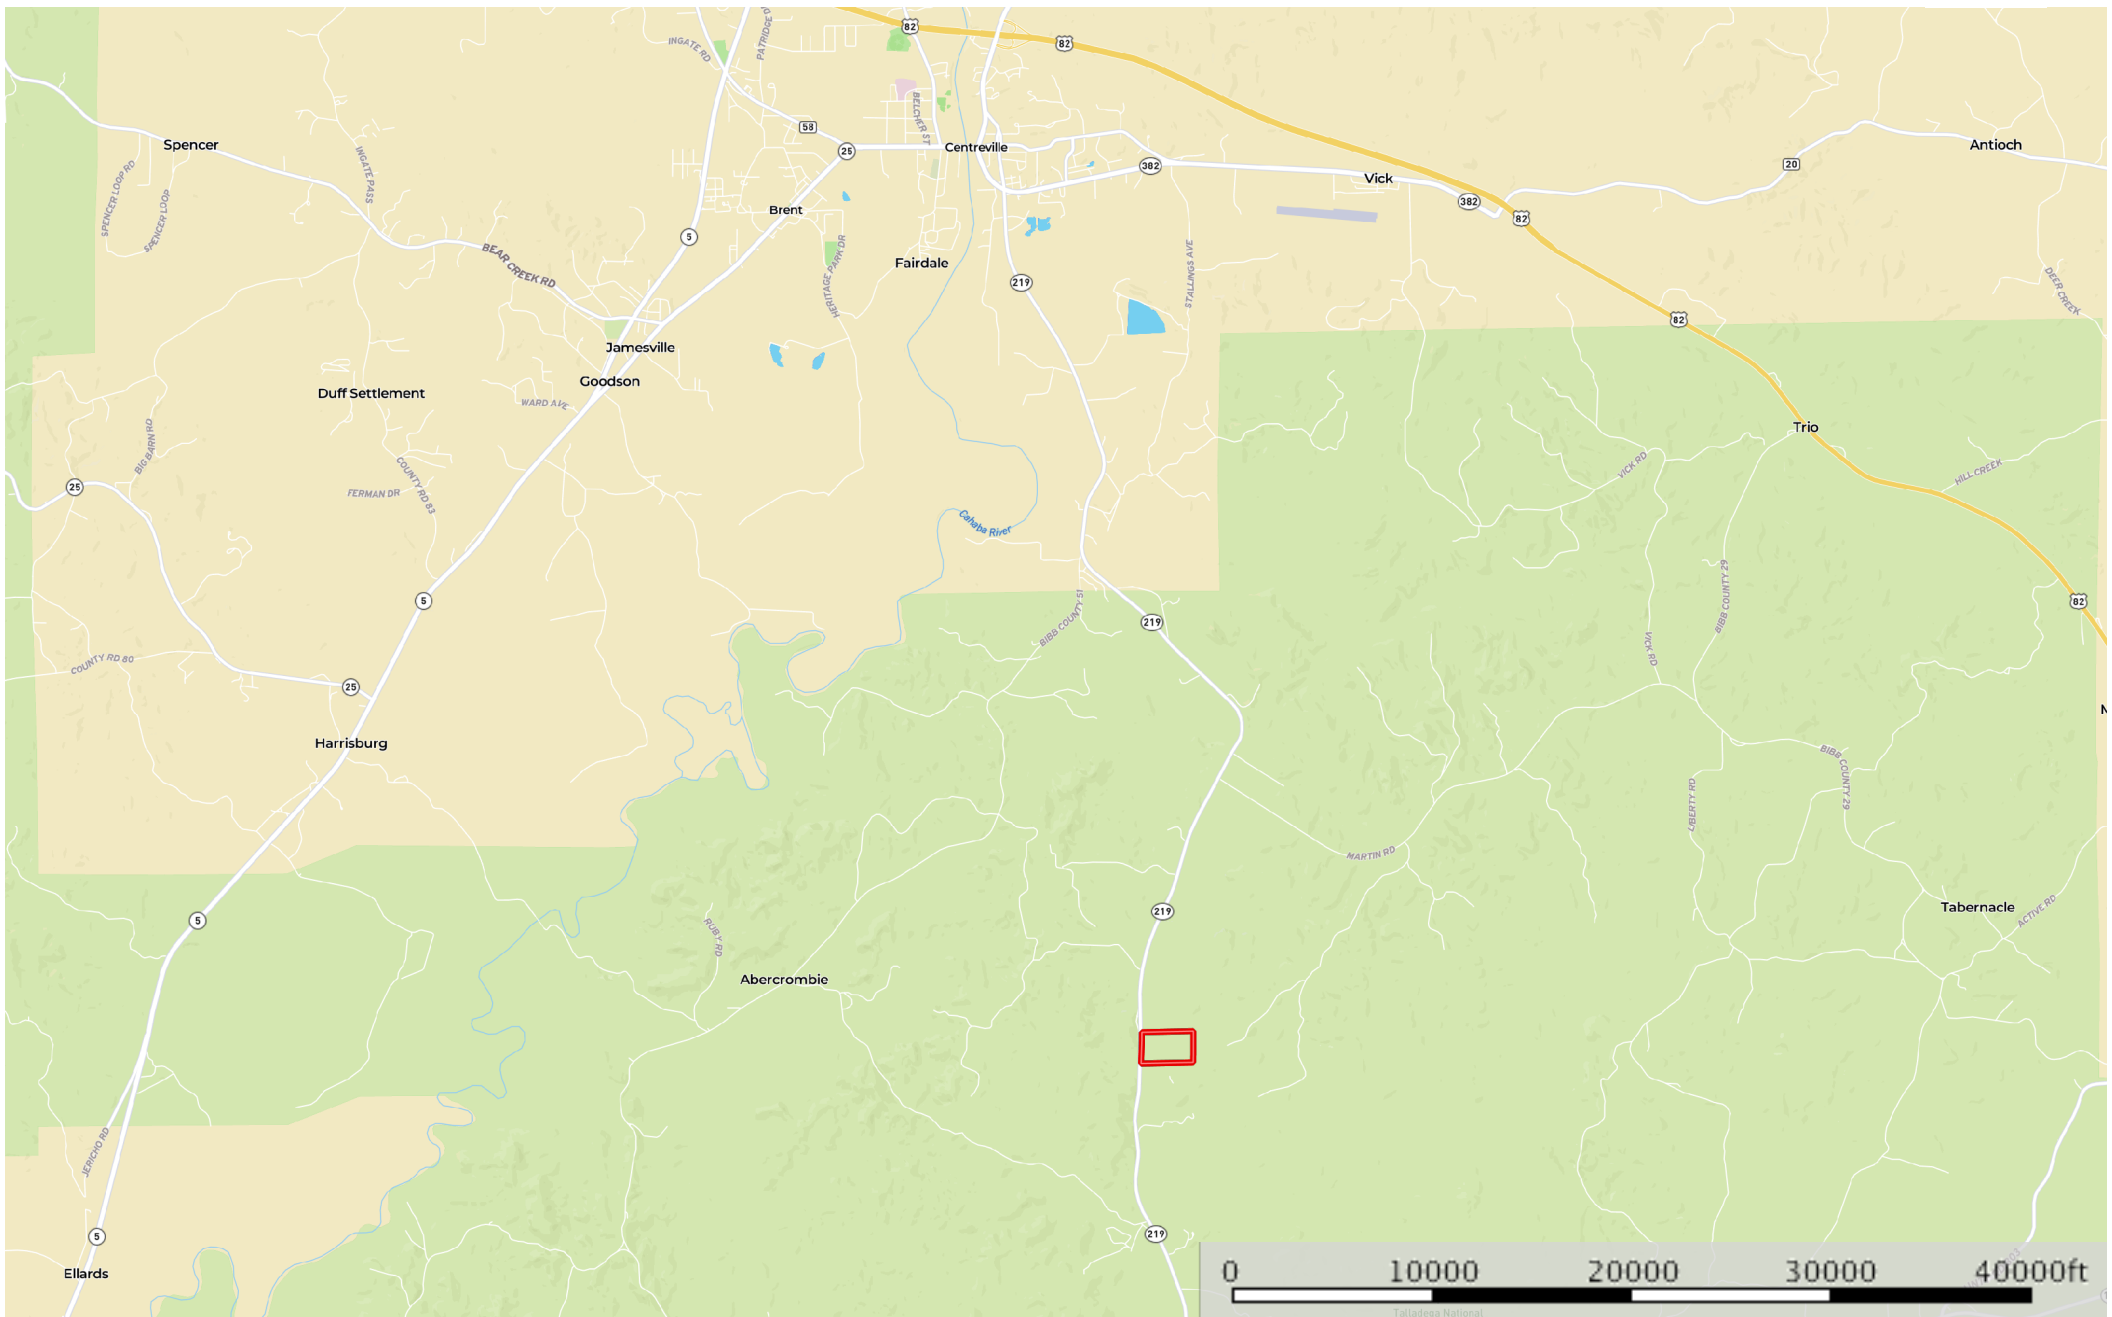 82
82
INGATE RD
PATRIDGE
BELCHER ST
58
25
Centreville
382
Vick
382
82
20
Antioch
Spencer
SPENCER LOOP RD
SPENCER LOOP
INGATE PASS
Brent
5
BEAR CREEK RD
Fairdale
HERITAGE PARK DR
219
STALLINGS AVE
DEER CREEK
82
Jamesville
Goodson
WARD AVE
Duff Settlement
BIG BARN RD
25
FERMAN DR
COUNTY RD 83
Cahaba River
Trio
VICK RD
HILL CREEK
5
BIBB COUNTY 51
219
VICK RD
BIBB COUNTY 29
82
COUNTY RD 80
25
Harrisburg
BIBB COUNTY 29
LIBERTY RD
MARTIN RD
5
RUBY RD
219
Tabernacle
ACTIVE RD
Abercrombie
JERICHO RD
5
219
Ellards
0 10000 20000 30000 40000ft
Talladega National